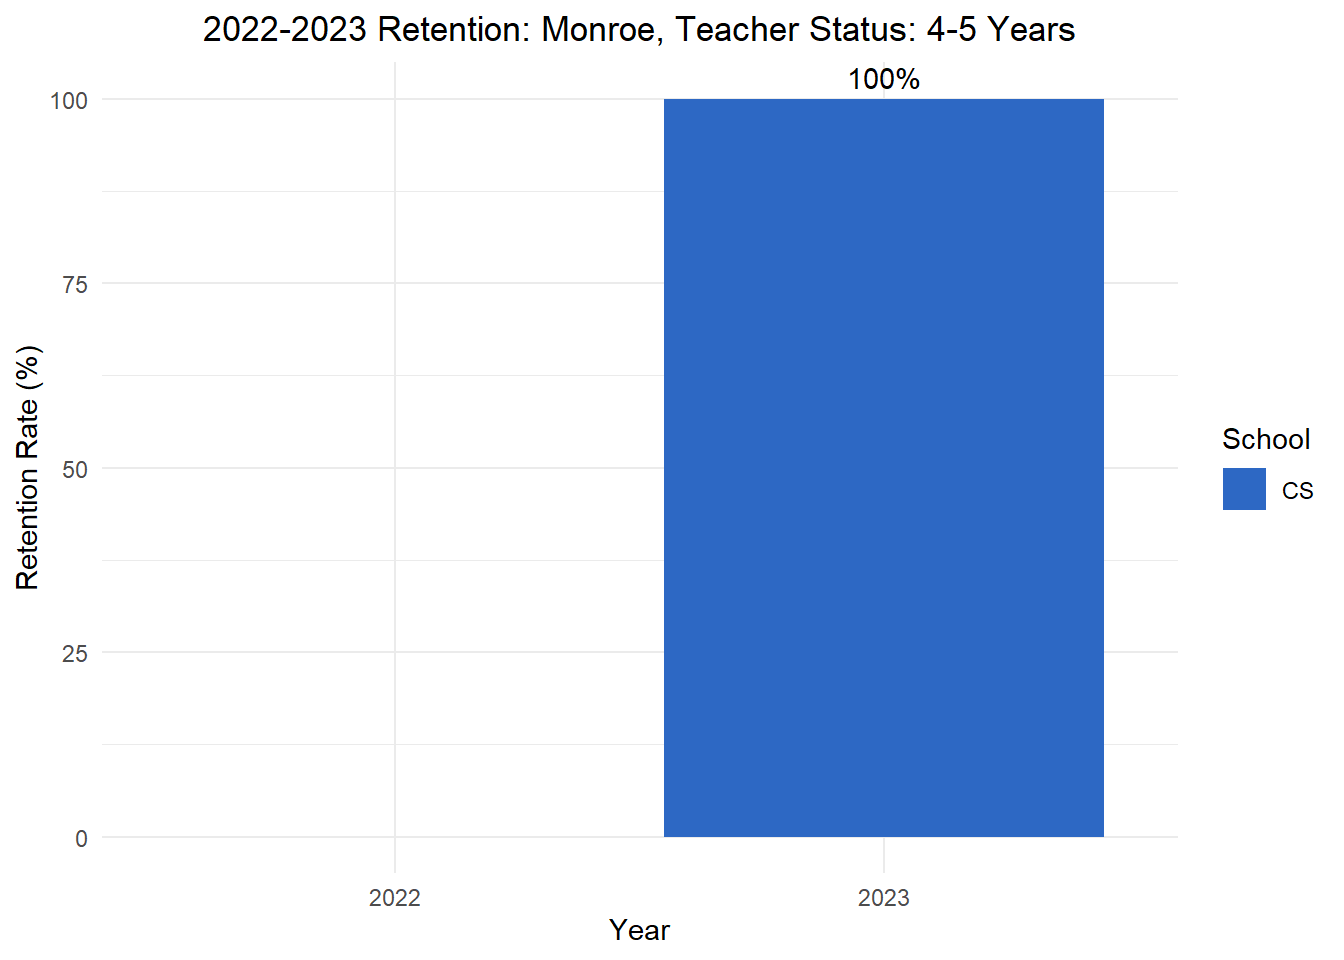 2022-2023 Retention: Monroe, Teacher Status: 4-5 Years
100%
100
75
50
25
0
Retention Rate (%)
2022
2023
Year
School
CS